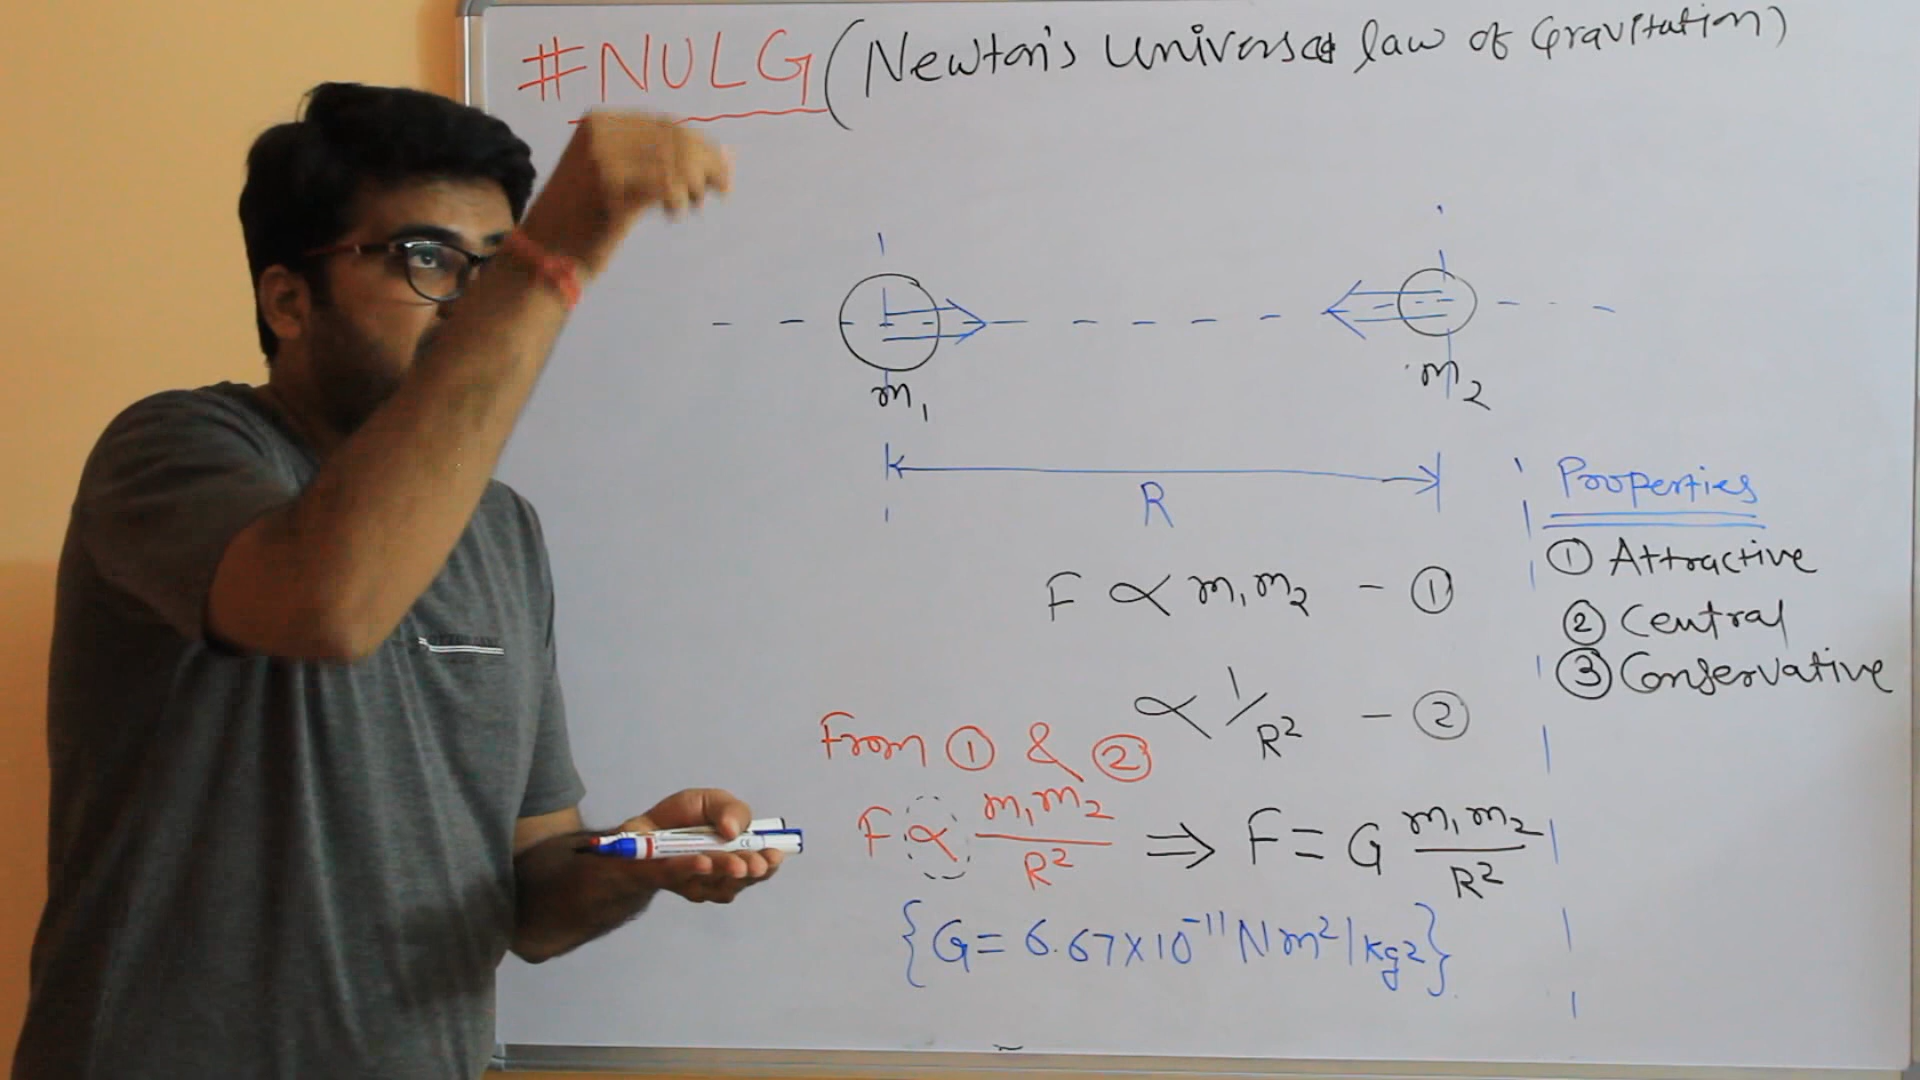 #NULG (Newton's Universal law of Gravitation)
m₁
m₂
R
Properties
① Attractive
② Central
③ Conservative
F ∝ m₁m₂ - ①
∝ 1/R² - ②
From ① & ②
F ∝ m₁m₂/R² ⇒ F = G m₁m₂/R²
{G = 6.67×10⁻¹¹ Nm²/kg2}